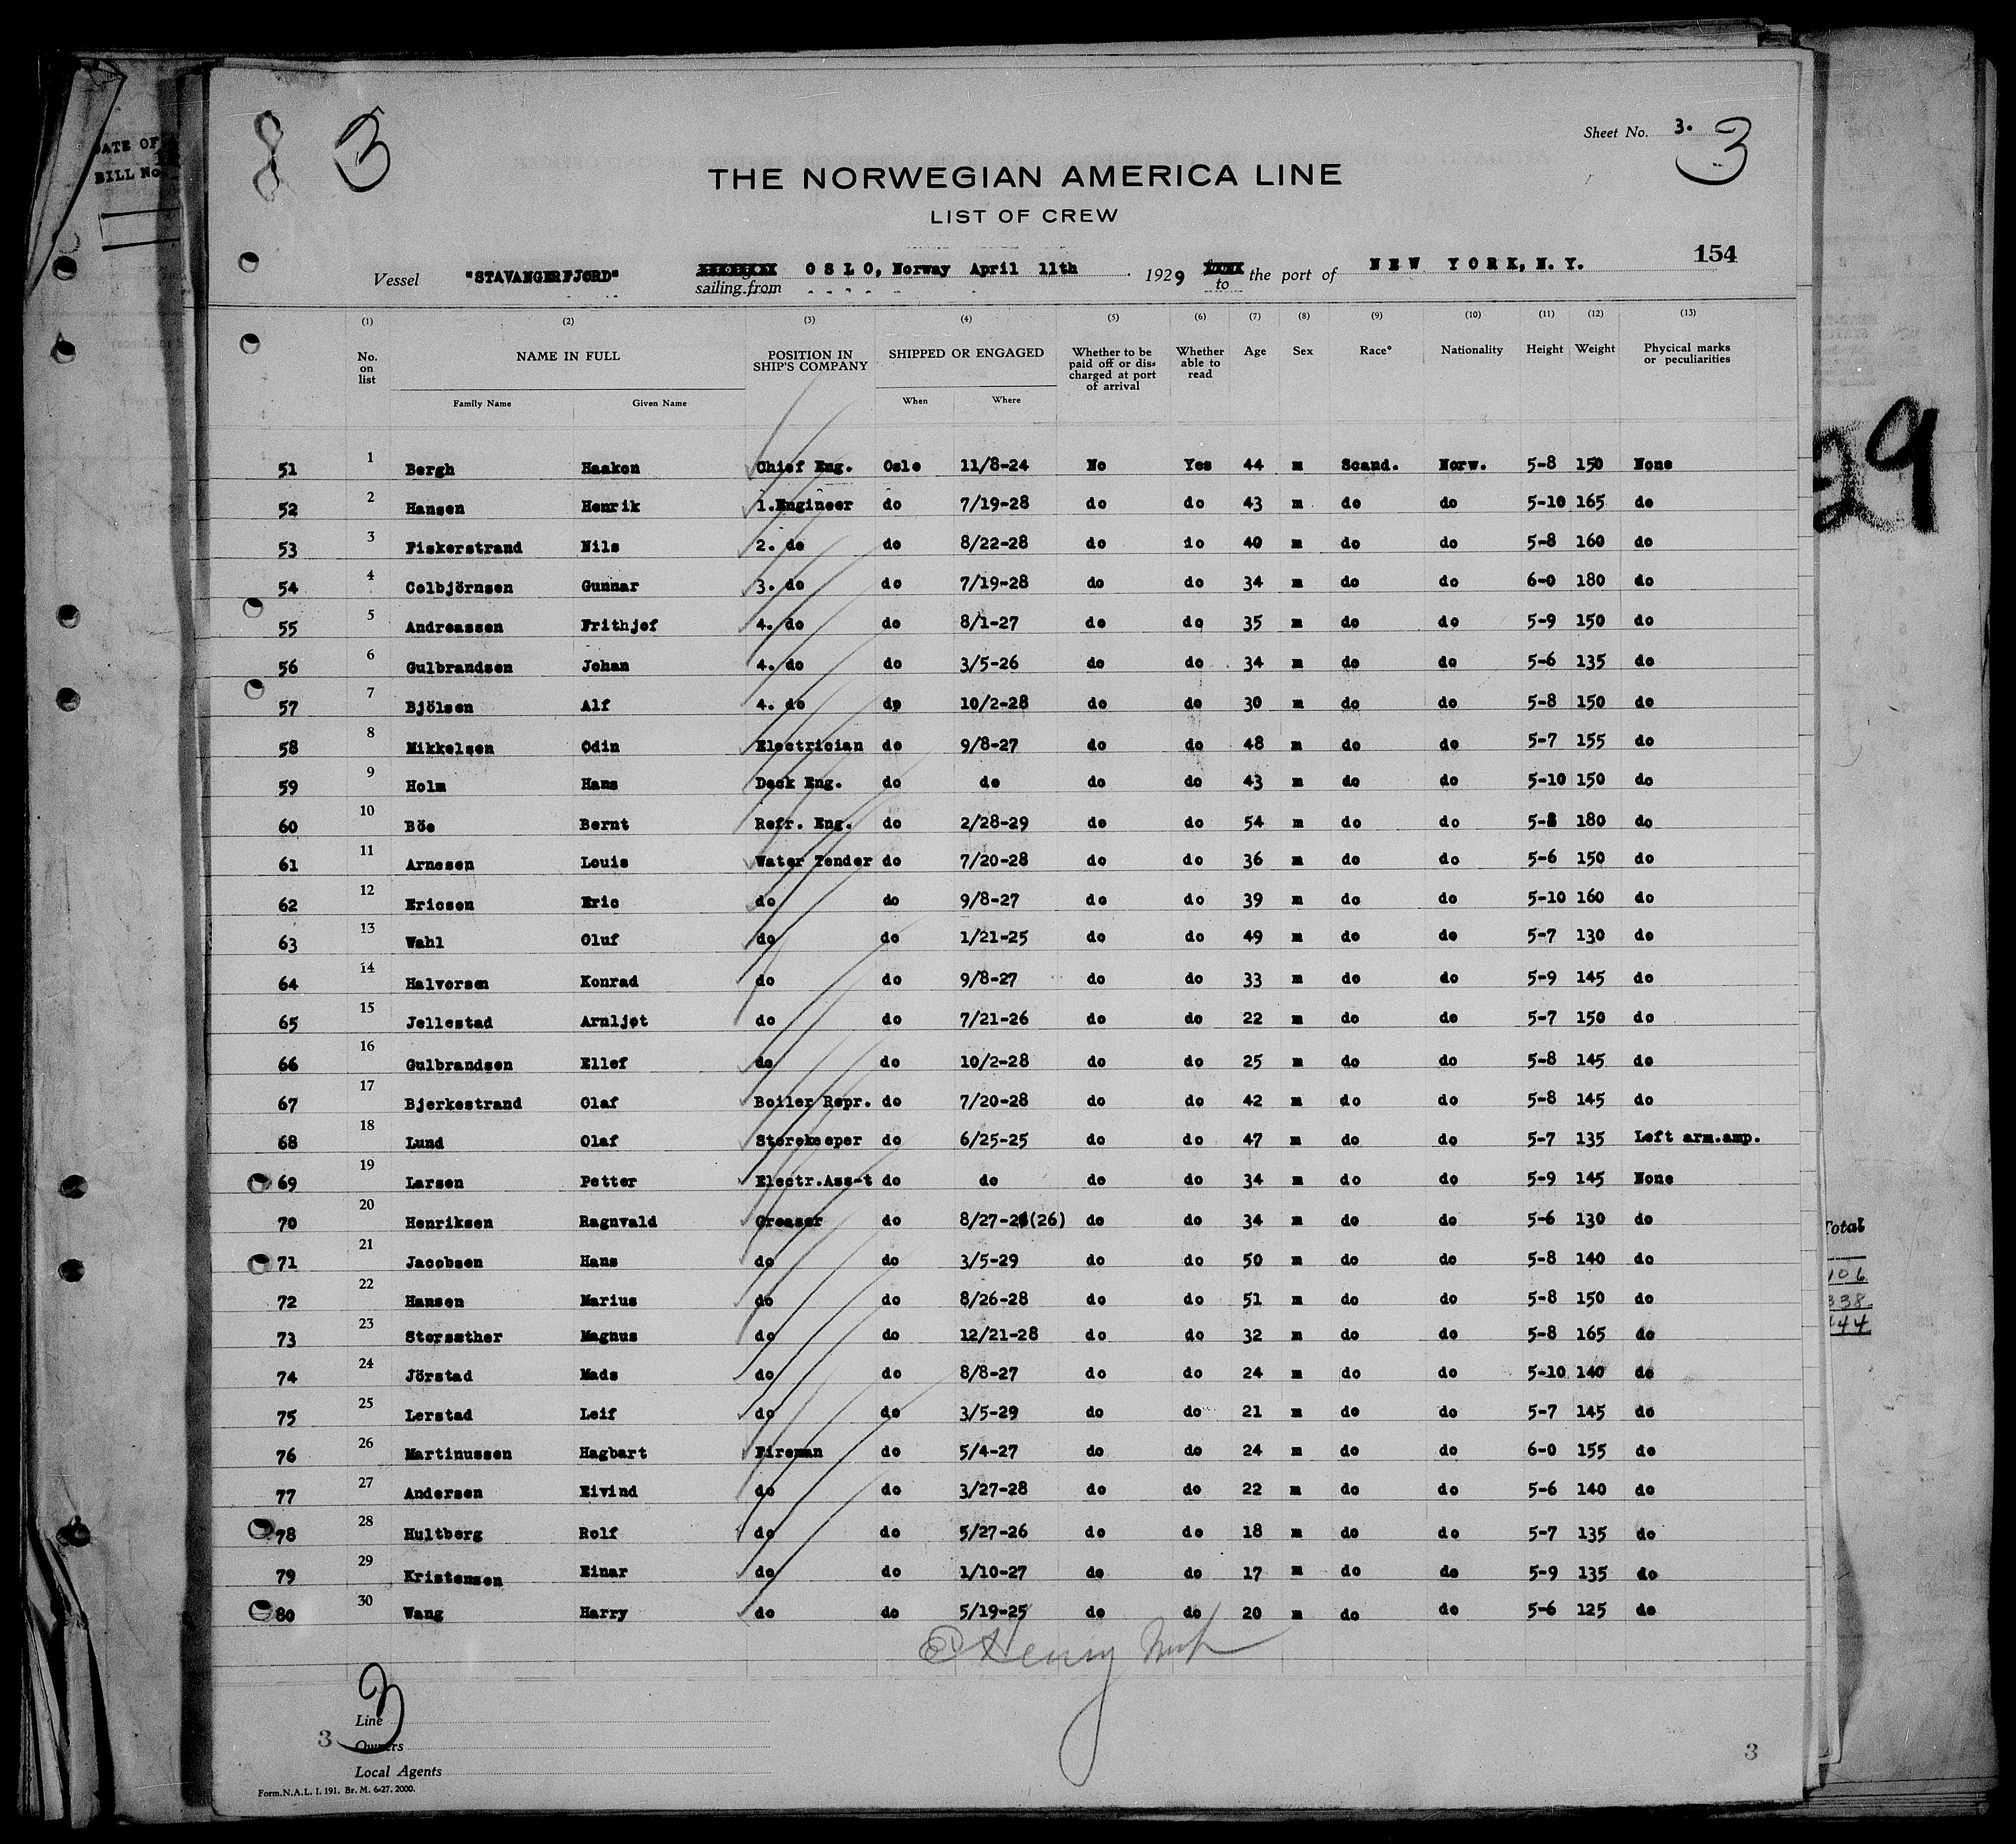 DATE OF
BILL No
3
3
Sheet No. 3.
3
THE NORWEGIAN AMERICA LINE
LIST OF CREW
154
Vessel "STAVANGERFJORD" sailing from OSLO, Norway April 11th 1929 to the port of NEW YORK, N.Y.
(1) (2) (3) (4) (5) (6) (7) (8) (9) (10) (11) (12) (13)
No. on list NAME IN FULL POSITION IN SHIP'S COMPANY SHIPPED OR ENGAGED Whether to be paid off or dis-charged at port of arrival Whether able to read Age Sex Race* Nationality Height Weight Phycical marks or peculiarities
Family Name Given Name When Where
51 1 Bergh Haakon Chief Eng. Oslo 11/8-24 No Yes 44 m Scand. Norw. 5-8 150 None
52 2 Hansen Henrik 1.Engineer do 7/19-28 do do 43 m do do 5-10 165 do
53 3 Fiskerstrand Nils 2. do do 8/22-28 do do 40 m do do 5-8 160 do
54 4 Colbjörnsen Gunnar 3. do do 7/19-28 do do 34 m do do 6-0 180 do
55 5 Andreassen Frithjof 4. do do 8/1-27 do do 35 m do do 5-9 150 do
56 6 Gulbrandsen Johan 4. do do 3/5-26 do do 34 m do do 5-6 135 do
57 7 Bjölsen Alf 4. do dp 10/2-28 do do 30 m do do 5-8 150 do
58 8 Mikkelsen Odin Electrician do 9/8-27 do do 48 m do do 5-7 155 do
59 9 Holm Hans Deck Eng. do do do do 43 m do do 5-10 150 do
60 10 Böe Bernt Refr. Eng. do 2/28-29 do do 54 m do do 5-8 180 do
61 11 Arnesen Louis Water Tender do 7/20-28 do do 36 m do do 5-6 150 do
62 12 Ericsen Eric do do 9/8-27 do do 39 m do do 5-10 160 do
63 13 Wahl Oluf do do 1/21-25 do do 49 m do do 5-7 130 do
64 14 Halvorsen Konrad do do 9/8-27 do do 33 m do do 5-9 145 do
65 15 Jellestad Arnljot do do 7/21-26 do do 22 m do do 5-7 150 do
66 16 Gulbrandsen Ellef do do 10/2-28 do do 25 m do do 5-8 145 do
67 17 Bjerkestrand Olaf Boiler Repr. do 7/20-28 do do 42 m do do 5-8 145 do
68 18 Lund Olaf Storekeeper do 6/25-25 do do 47 m do do 5-7 135 Left arm.amp.
69 19 Larsen Petter Electr.Ass-t do do do do 34 m do do 5-9 145 None
70 20 Henriksen Ragnvald Greaser do 8/27-26(26) do do 34 m do do 5-6 130 do
71 21 Jacobsen Hans do do 3/5-29 do do 50 m do do 5-8 140 do
72 22 Hansen Marius do do 8/26-28 do do 51 m do do 5-8 150 do
73 23 Storsæther Magnus do do 12/21-28 do do 32 m do do 5-8 165 do
74 24 Jörstad Mads do do 8/8-27 do do 24 m do do 5-10 140 do
75 25 Lerstad Leif do do 3/5-29 do do 21 m do do 5-7 145 do
76 26 Martinussen Hagbart Fireman do 5/4-27 do do 24 m do do 6-0 155 do
77 27 Andersen Eivind do do 3/27-28 do do 22 m do do 5-6 140 do
78 28 Hultberg Rolf do do 5/27-26 do do 18 m do do 5-7 135 do
79 29 Kristensen Einar do do 1/10-27 do do 17 m do do 5-9 135 do
80 30 Wang Harry do do 5/19-25 do do 20 m do do 5-6 125 do
Henry
3
Line
3 Owners
Local Agents
3
Form.N.A.L. I. 191. Br. M. 6-27. 2000.
29
Total
106
338
444